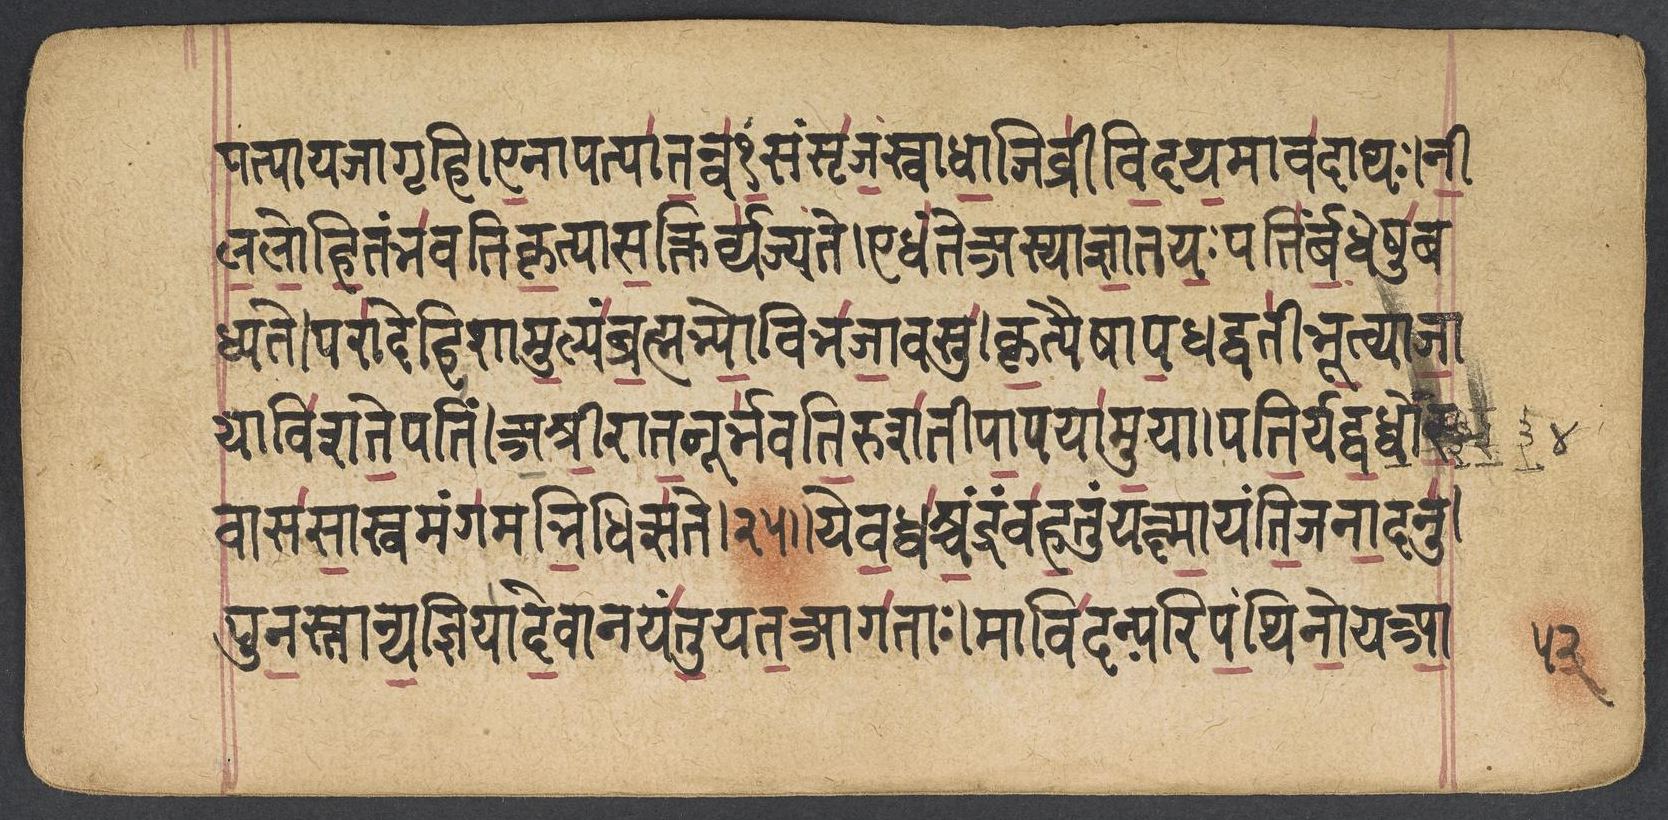 पत्यायजागृहि।एनापत्यातन्वं१संसृजस्वाधाजिव्रीविदथमावदाथः।नी
ललोहितंभवतिकृत्यासक्तिर्व्यज्यते।एधंतेअस्याज्ञातयःपतिंर्बंधेषुब
ध्यते।परादेहिशामुल्यंब्रह्मभ्योविभजावसु।कृत्यैषापद्वतीभूत्व्याजा
याविशतेपतिं।अश्रीरातनूर्भवतिरुशतीपापयामुया।पतिर्यद्वध्वो३
वाससास्वमंगमभिधित्सते।२५॥येवध्वश्चंद्रंवहतुंयक्ष्मायंतिजनादनु।
पुनस्तान्यज्ञियादेवानयंतुयतआगताः।माविदन्परिपंथिनोयआ
५३